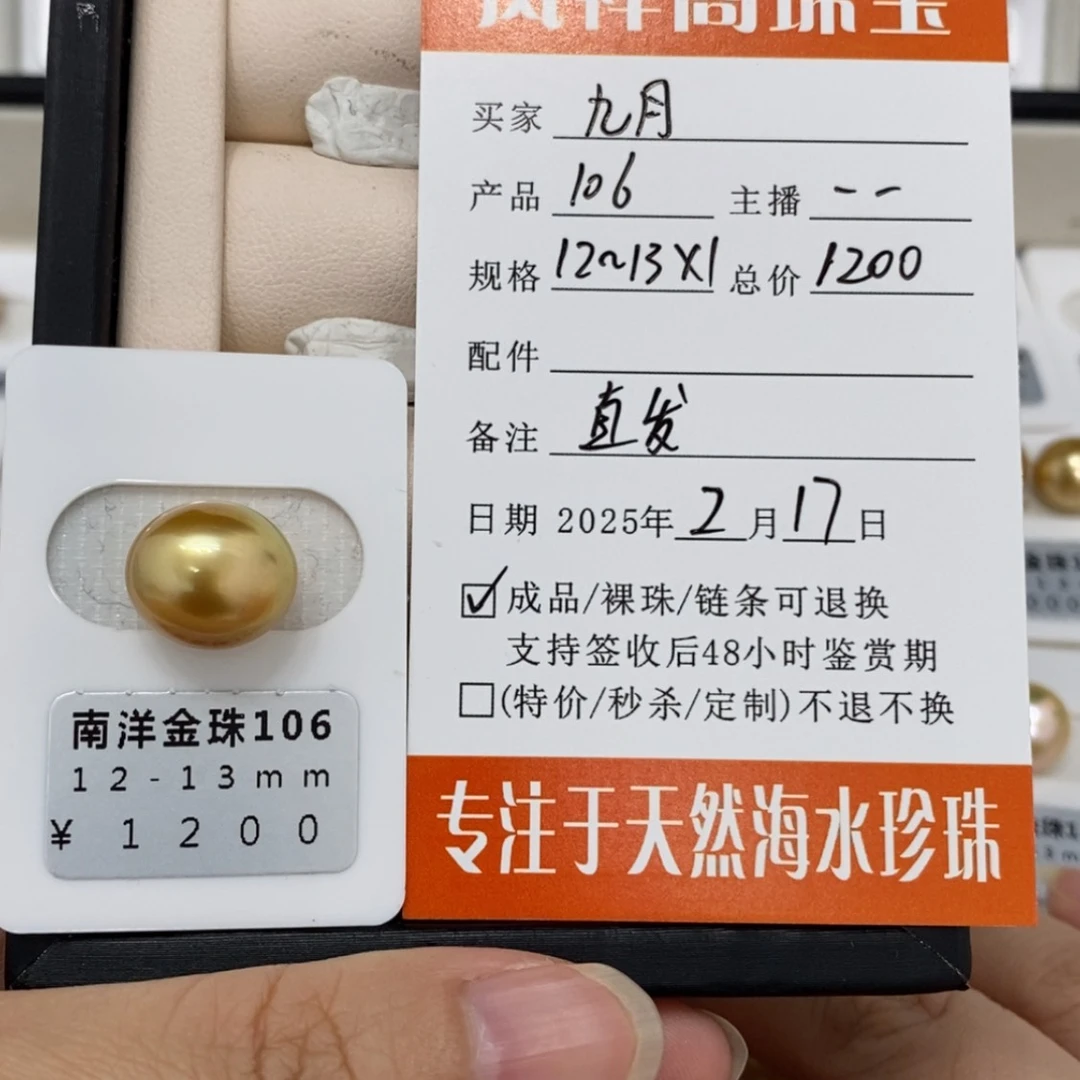 祥尚珠宝
买家 九月
产品 106 主播 --
规格 12~13X1 总价 1200
配件
备注 直发
日期 2025年 2 月 17 日
☑成品/裸珠/链条可退换
支持签收后48小时鉴赏期
☐(特价/秒杀/定制)不退不换
专注于天然海水珍珠
南洋金珠106
12-13mm
¥ 1200